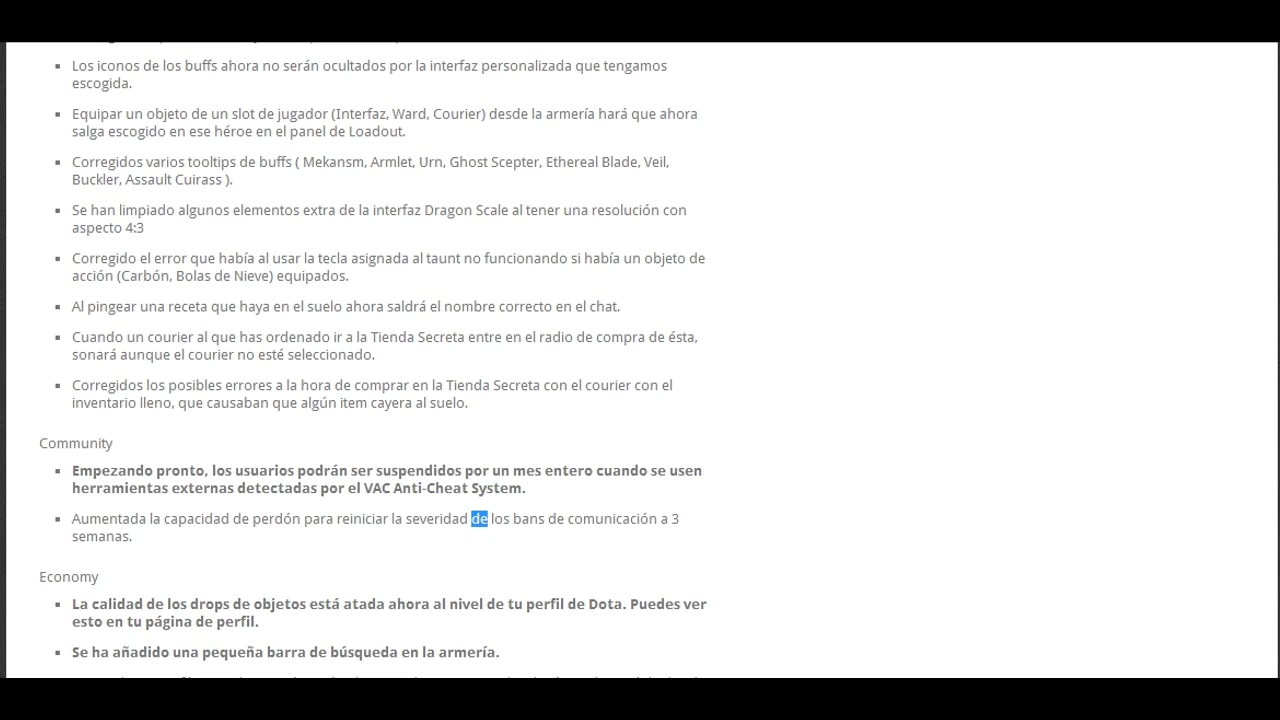 ▪ Los iconos de los buffs ahora no serán ocultados por la interfaz personalizada que tengamos
escogida.
▪ Equipar un objeto de un slot de jugador (Interfaz, Ward, Courier) desde la armería hará que ahora
salga escogido en ese héroe en el panel de Loadout.
▪ Corregidos varios tooltips de buffs ( Mekansm, Armlet, Urn, Ghost Scepter, Ethereal Blade, Veil,
Buckler, Assault Cuirass ).
▪ Se han limpiado algunos elementos extra de la interfaz Dragon Scale al tener una resolución con
aspecto 4:3
▪ Corregido el error que había al usar la tecla asignada al taunt no funcionando si había un objeto de
acción (Carbón, Bolas de Nieve) equipados.
▪ Al pingear una receta que haya en el suelo ahora saldrá el nombre correcto en el chat.
▪ Cuando un courier al que has ordenado ir a la Tienda Secreta entre en el radio de compra de ésta,
sonará aunque el courier no esté seleccionado.
▪ Corregidos los posibles errores a la hora de comprar en la Tienda Secreta con el courier con el
inventario lleno, que causaban que algún item cayera al suelo.
Community
▪ Empezando pronto, los usuarios podrán ser suspendidos por un mes entero cuando se usen
herramientas externas detectadas por el VAC Anti-Cheat System.
▪ Aumentada la capacidad de perdón para reiniciar la severidad de los bans de comunicación a 3
semanas.
Economy
▪ La calidad de los drops de objetos está atada ahora al nivel de tu perfil de Dota. Puedes ver
esto en tu página de perfil.
▪ Se ha añadido una pequeña barra de búsqueda en la armería.